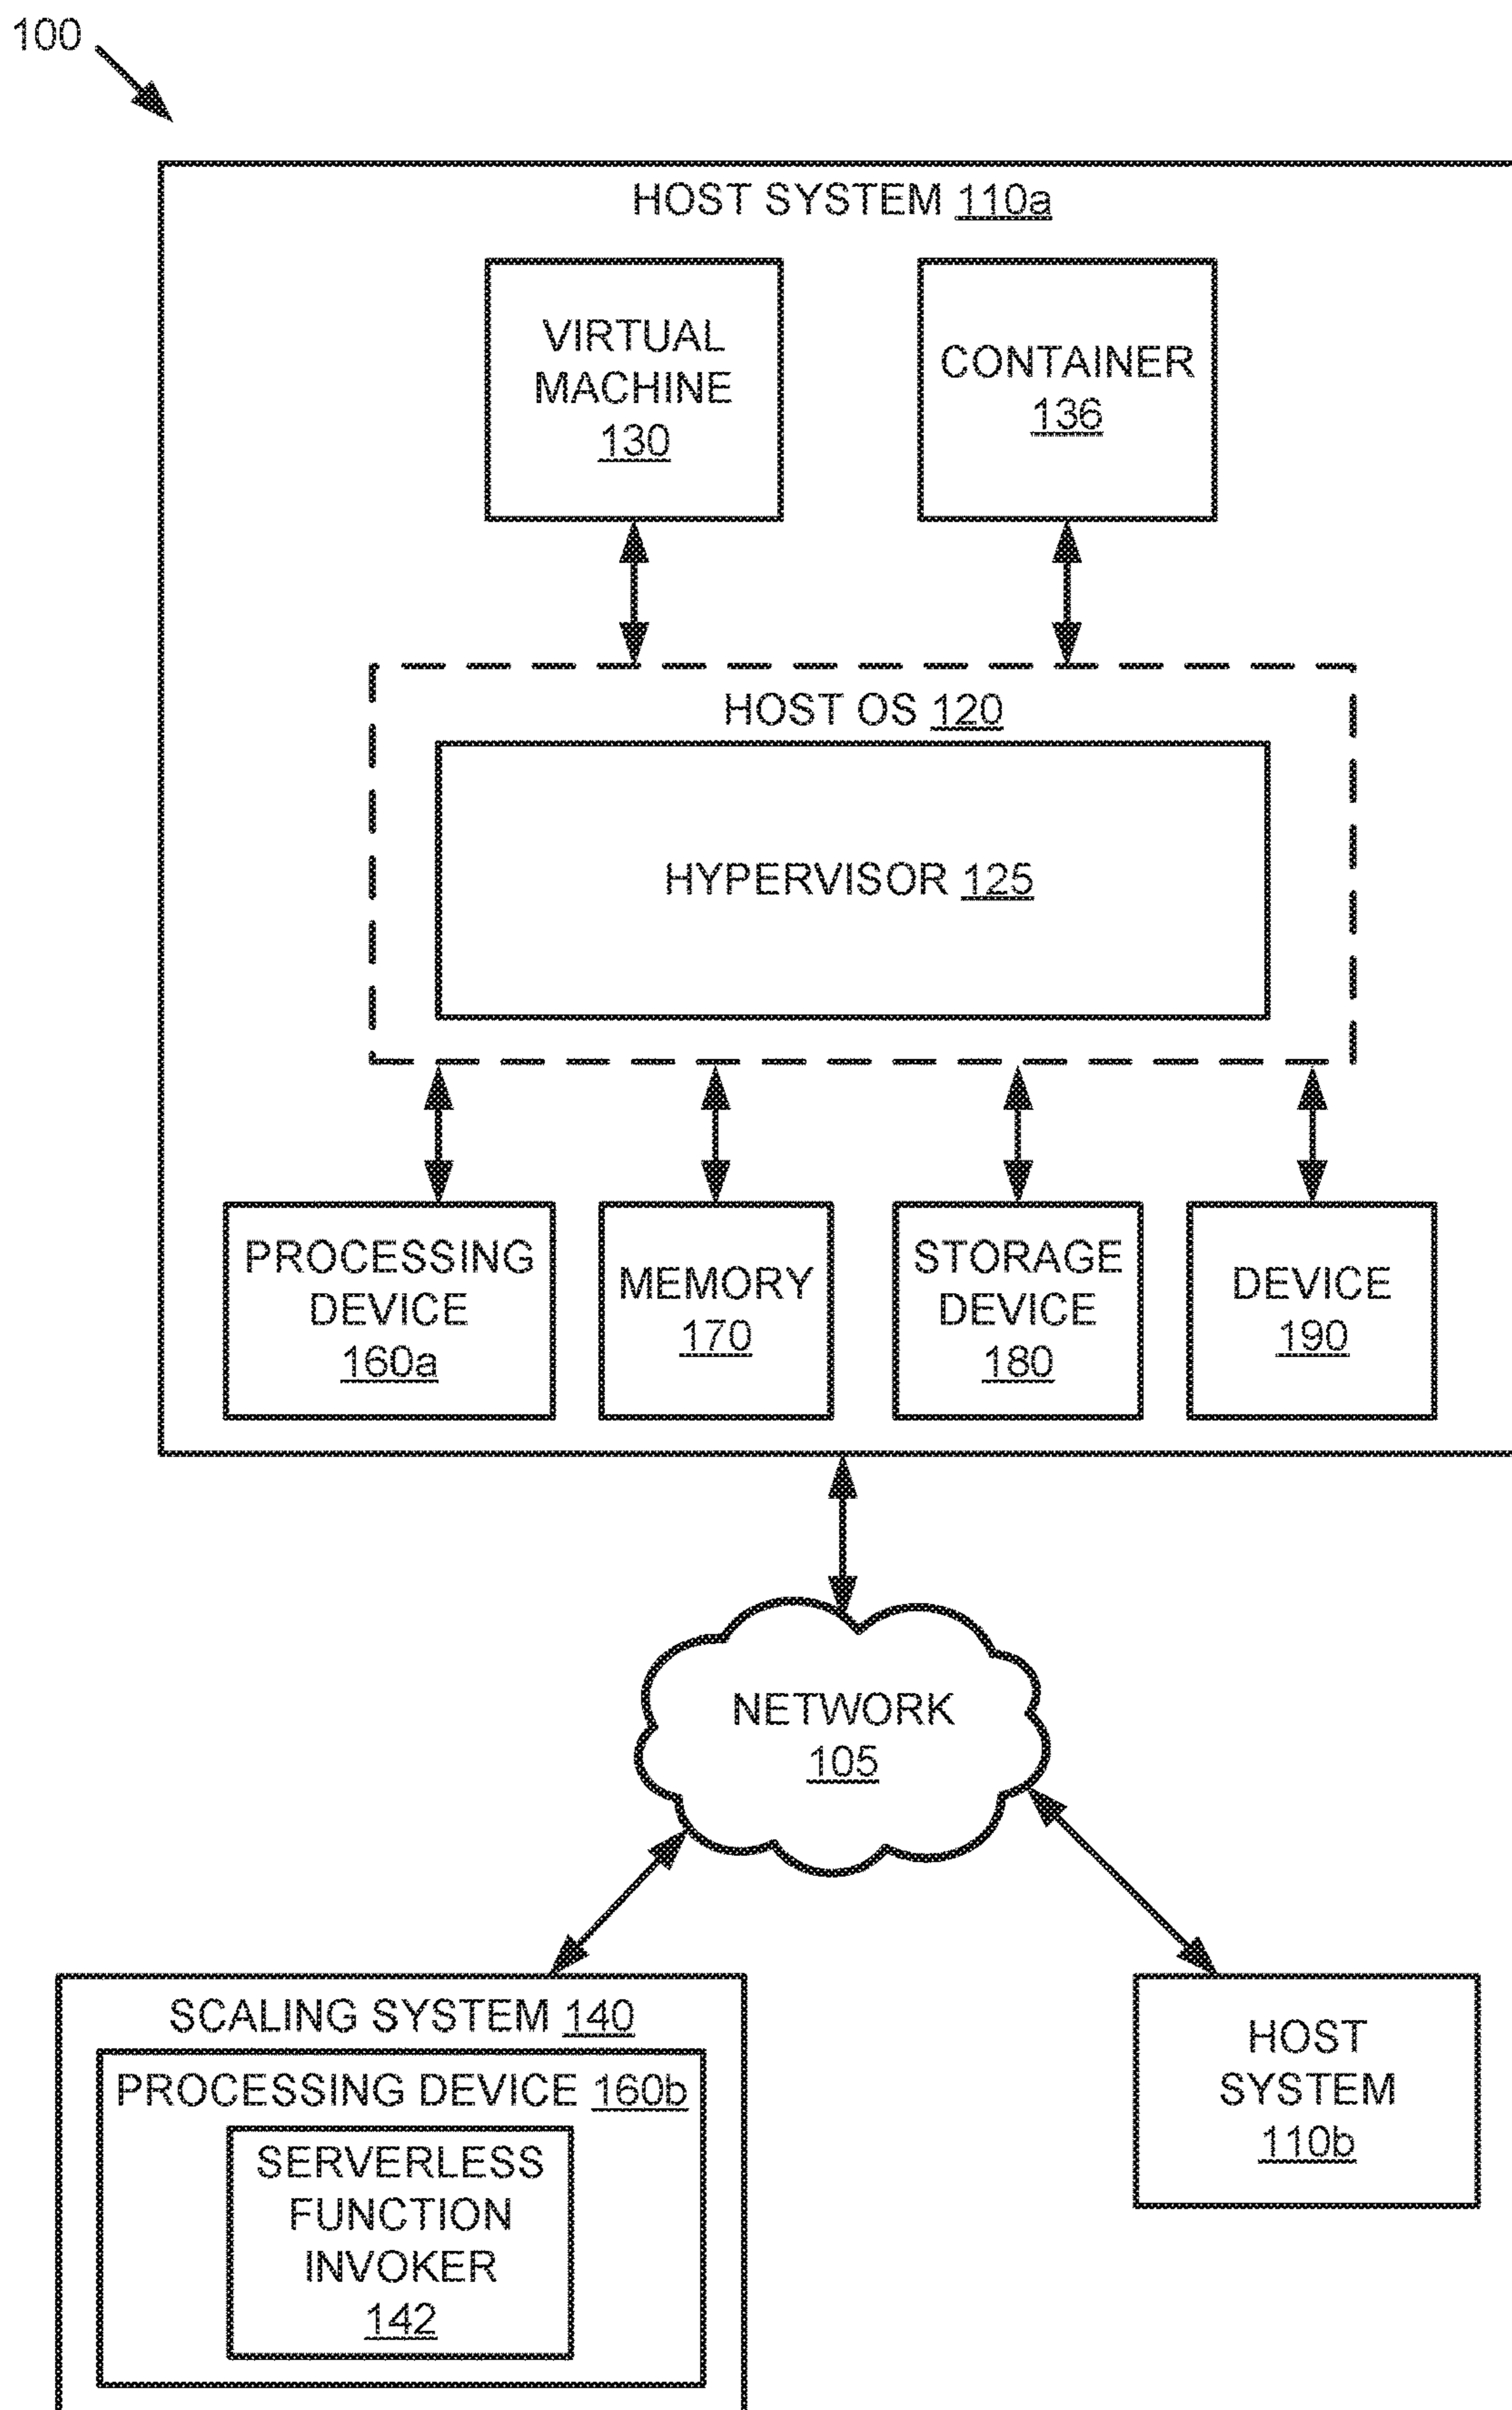 100
HOST SYSTEM 110a
VIRTUAL
MACHINE
130
CONTAINER
136
HOST OS 120
HYPERVISOR 125
PROCESSING
DEVICE
160a
MEMORY
170
STORAGE
DEVICE
180
DEVICE
190
NETWORK
105
SCALING SYSTEM 140
PROCESSING DEVICE 160b
SERVERLESS
FUNCTION
INVOKER
142
HOST
SYSTEM
110b